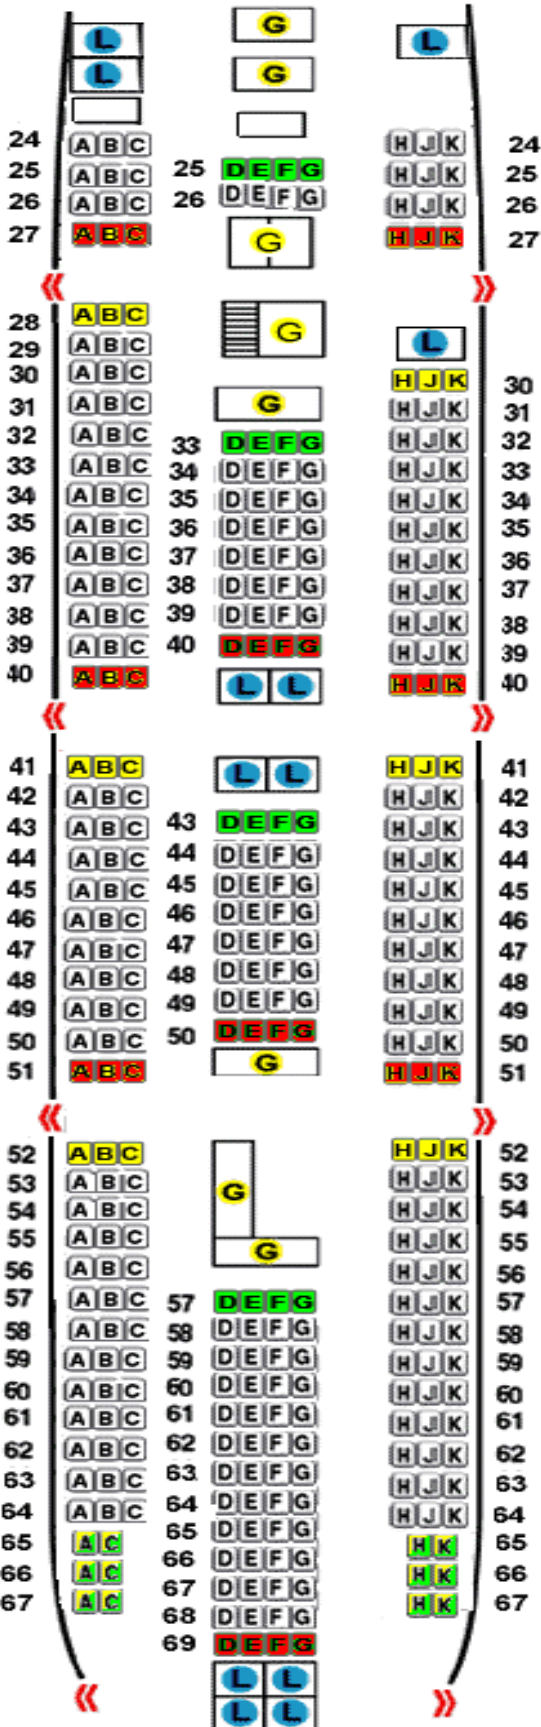 G
L L
L G
24 A B C H J K 24
25 A B C 25 D E F G H J K 25
26 A B C 26 D E F G H J K 26
27 A B C G H J K 27
28 A B C G
29 A B C L
30 A B C H J K 30
31 A B C G H J K 31
32 A B C 33 D E F G H J K 32
33 A B C 34 D E F G H J K 33
34 A B C 35 D E F G H J K 34
35 A B C 36 D E F G H J K 35
36 A B C 37 D E F G H J K 36
37 A B C 38 D E F G H J K 37
38 A B C 39 D E F G H J K 38
39 A B C 40 D E F G H J K 39
40 A B C L L H J K 40
41 A B C L L H J K 41
42 A B C H J K 42
43 A B C 43 D E F G H J K 43
44 A B C 44 D E F G H J K 44
45 A B C 45 D E F G H J K 45
46 A B C 46 D E F G H J K 46
47 A B C 47 D E F G H J K 47
48 A B C 48 D E F G H J K 48
49 A B C 49 D E F G H J K 49
50 A B C 50 D E F G H J K 50
51 A B C G H J K 51
52 A B C H J K 52
53 A B C G H J K 53
54 A B C H J K 54
55 A B C G H J K 55
56 A B C H J K 56
57 A B C 57 D E F G H J K 57
58 A B C 58 D E F G H J K 58
59 A B C 59 D E F G H J K 59
60 A B C 60 D E F G H J K 60
61 A B C 61 D E F G H J K 61
62 A B C 62 D E F G H J K 62
63 A B C 63 D E F G H J K 63
64 A B C 64 D E F G H J K 64
65 A C 65 D E F G H K 65
66 A C 66 D E F G H K 66
67 A C 67 D E F G H K 67
68 D E F G
69 D E F G
L L
L L